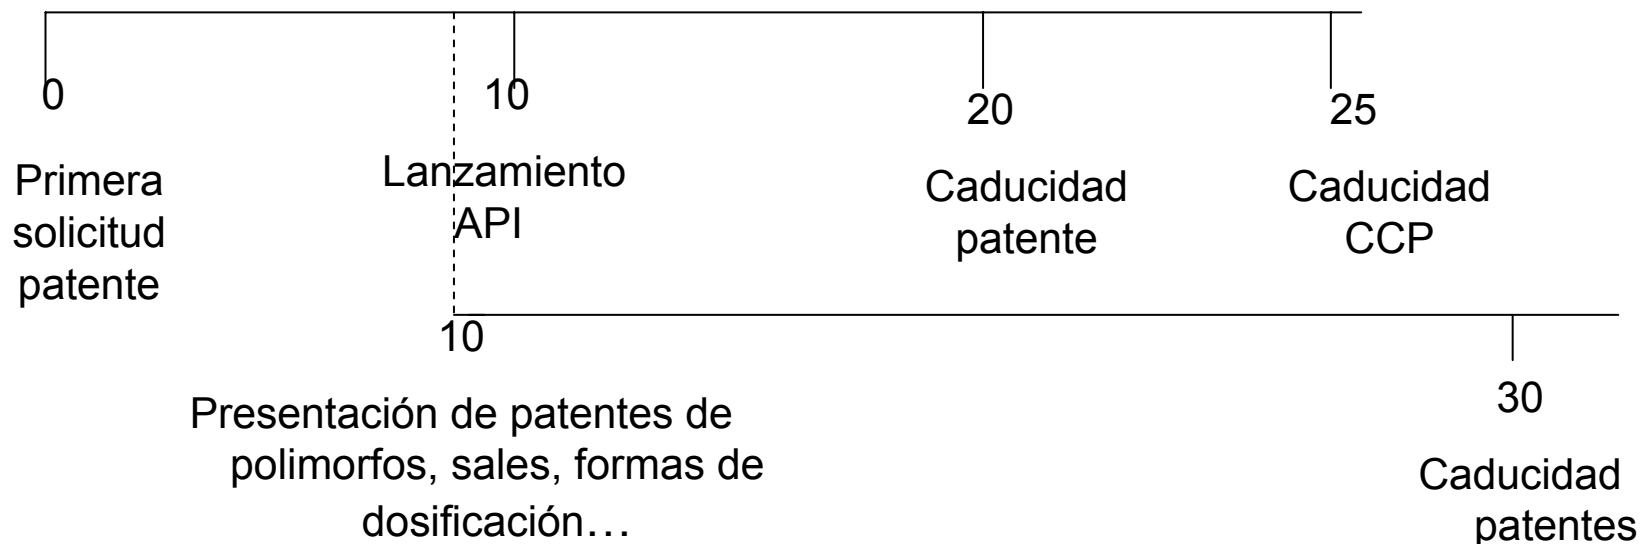 0
10
20
25
Primera
solicitud
patente
Lanzamiento
API
Caducidad
patente
Caducidad
CCP
10
30
Presentación de patentes de
polimorfos, sales, formas de
dosificación…
Caducidad
patentes